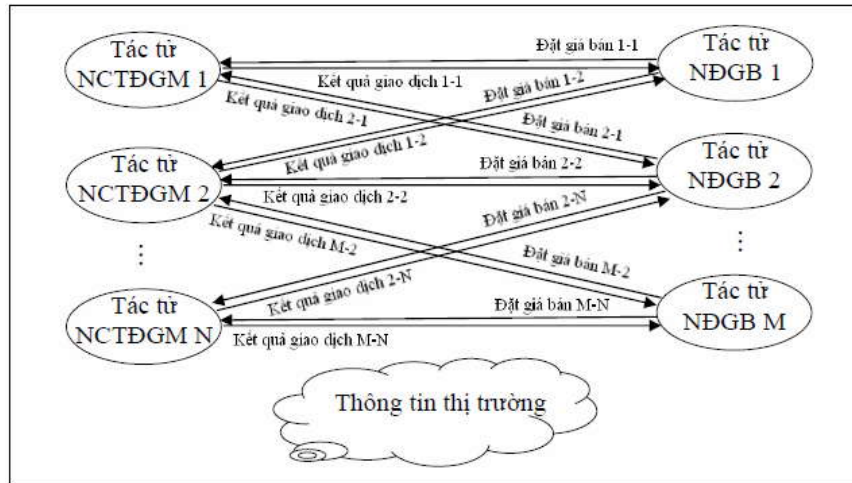 Tác tử
NCTĐGM 1
Đặt giá bán 1-1
Tác tử
NĐGB 1
Kết quả giao dịch 1-1
Đặt giá bán 1-2
Kết quả giao dịch 2-1
Đặt giá bán 2-1
Kết quả giao dịch 1-2
Tác tử
NCTĐGM 2
Đặt giá bán 2-2
Tác tử
NĐGB 2
Kết quả giao dịch 2-2
Đặt giá bán 2-N
Kết quả giao dịch M-2
Đặt giá bán M-2
Kết quả giao dịch 2-N
⋮
⋮
Tác tử
NCTĐGM N
Đặt giá bán M-N
Tác tử
NĐGB M
Kết quả giao dịch M-N
Thông tin thị trường